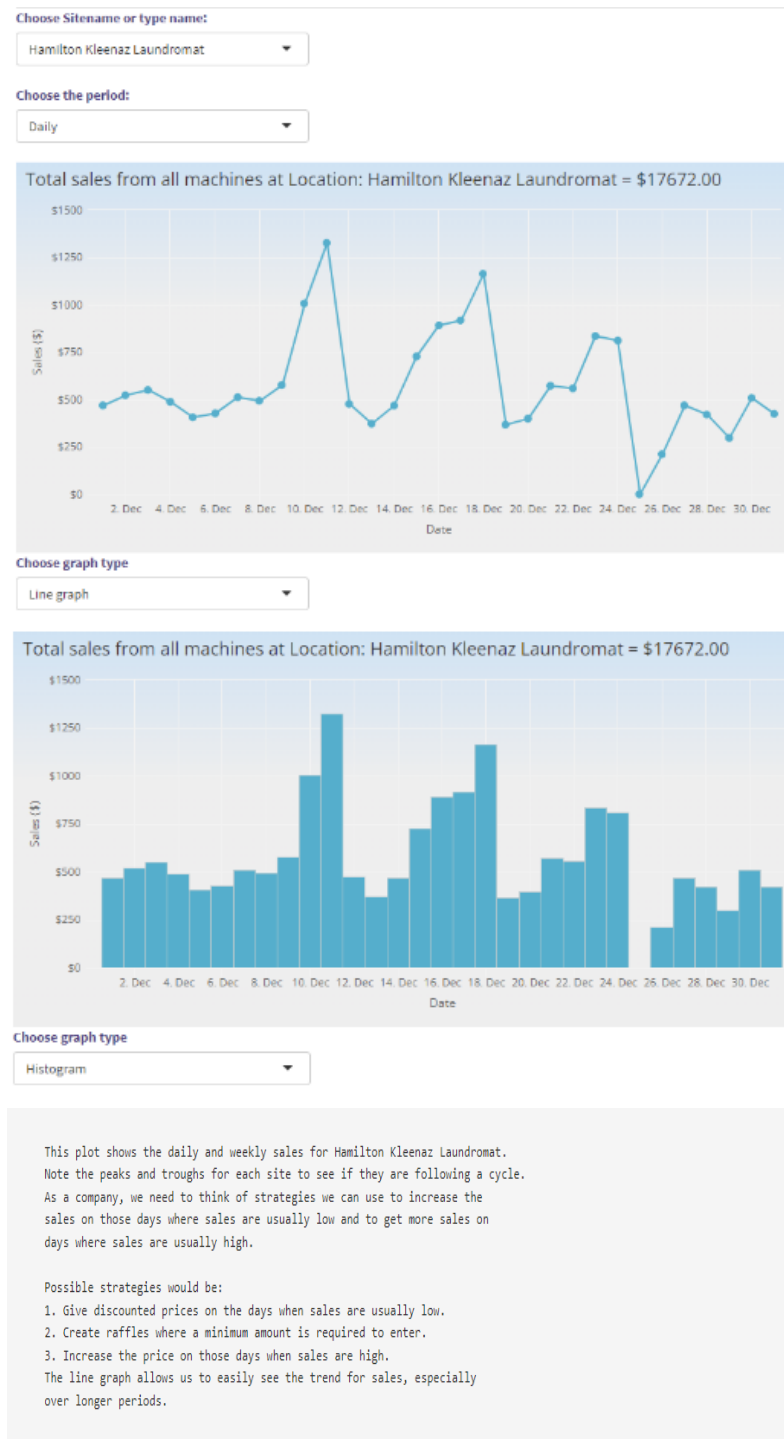 Choose Sitename or type name:
Hamilton Kleenaz Laundromat
Choose the period:
Daily
Total sales from all machines at Location: Hamilton Kleenaz Laundromat = $17672.00
$1500
$1250
$1000
$750
$500
$250
$0
Sales ($)
2. Dec 4. Dec 6. Dec 8. Dec 10. Dec 12. Dec 14. Dec 16. Dec 18. Dec 20. Dec 22. Dec 24. Dec 26. Dec 28. Dec 30. Dec
Date
Choose graph type
Line graph
Total sales from all machines at Location: Hamilton Kleenaz Laundromat = $17672.00
$1500
$1250
$1000
$750
$500
$250
$0
Sales ($)
2. Dec 4. Dec 6. Dec 8. Dec 10. Dec 12. Dec 14. Dec 16. Dec 18. Dec 20. Dec 22. Dec 24. Dec 26. Dec 28. Dec 30. Dec
Date
Choose graph type
Histogram
This plot shows the daily and weekly sales for Hamilton Kleenaz Laundromat.
Note the peaks and troughs for each site to see if they are following a cycle.
As a company, we need to think of strategies we can use to increase the
sales on those days where sales are usually low and to get more sales on
days where sales are usually high.
Possible strategies would be:
1. Give discounted prices on the days when sales are usually low.
2. Create raffles where a minimum amount is required to enter.
3. Increase the price on those days when sales are high.
The line graph allows us to easily see the trend for sales, especially
over longer periods.